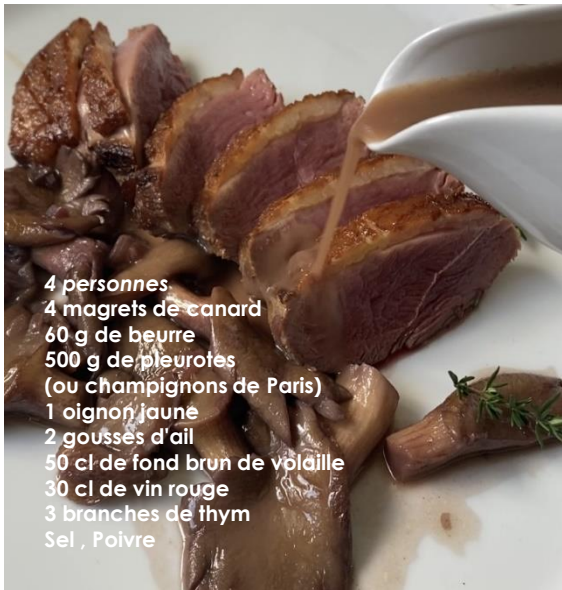 4 personnes
4 magrets de canard
60 g de beurre
500 g de pleurotes
(ou champignons de Paris)
1 oignon jaune
2 gousses d'ail
50 cl de fond brun de volaille
30 cl de vin rouge
3 branches de thym
Sel , Poivre